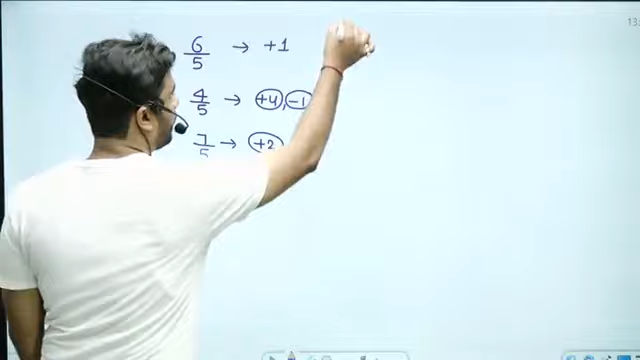 6/5 → +1
4/5 → +4, -1
7/5 → +2